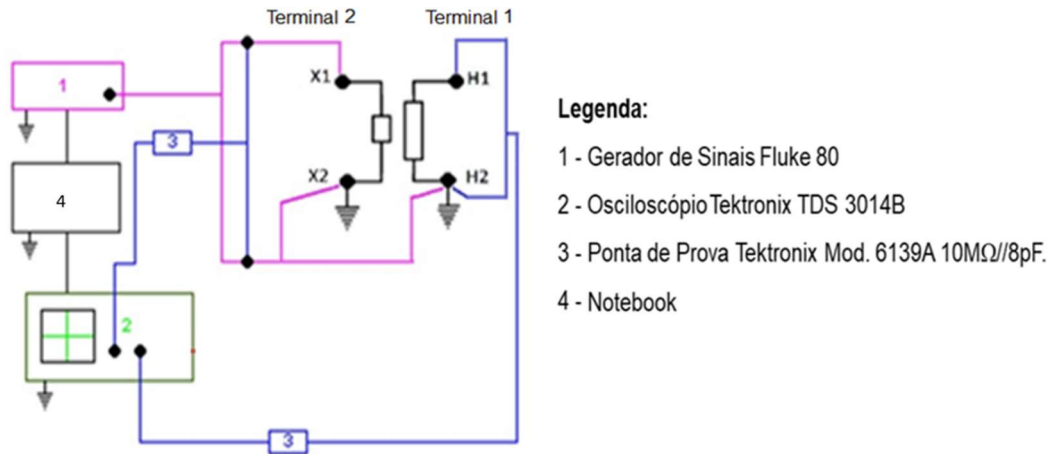 Terminal 2
Terminal 1
1
X1
H1
3
4
X2
H2
2
3
Legenda:
1 - Gerador de Sinais Fluke 80
2 - Osciloscópio Tektronix TDS 3014B
3 - Ponta de Prova Tektronix Mod. 6139A 10MΩ//8pF.
4 - Notebook